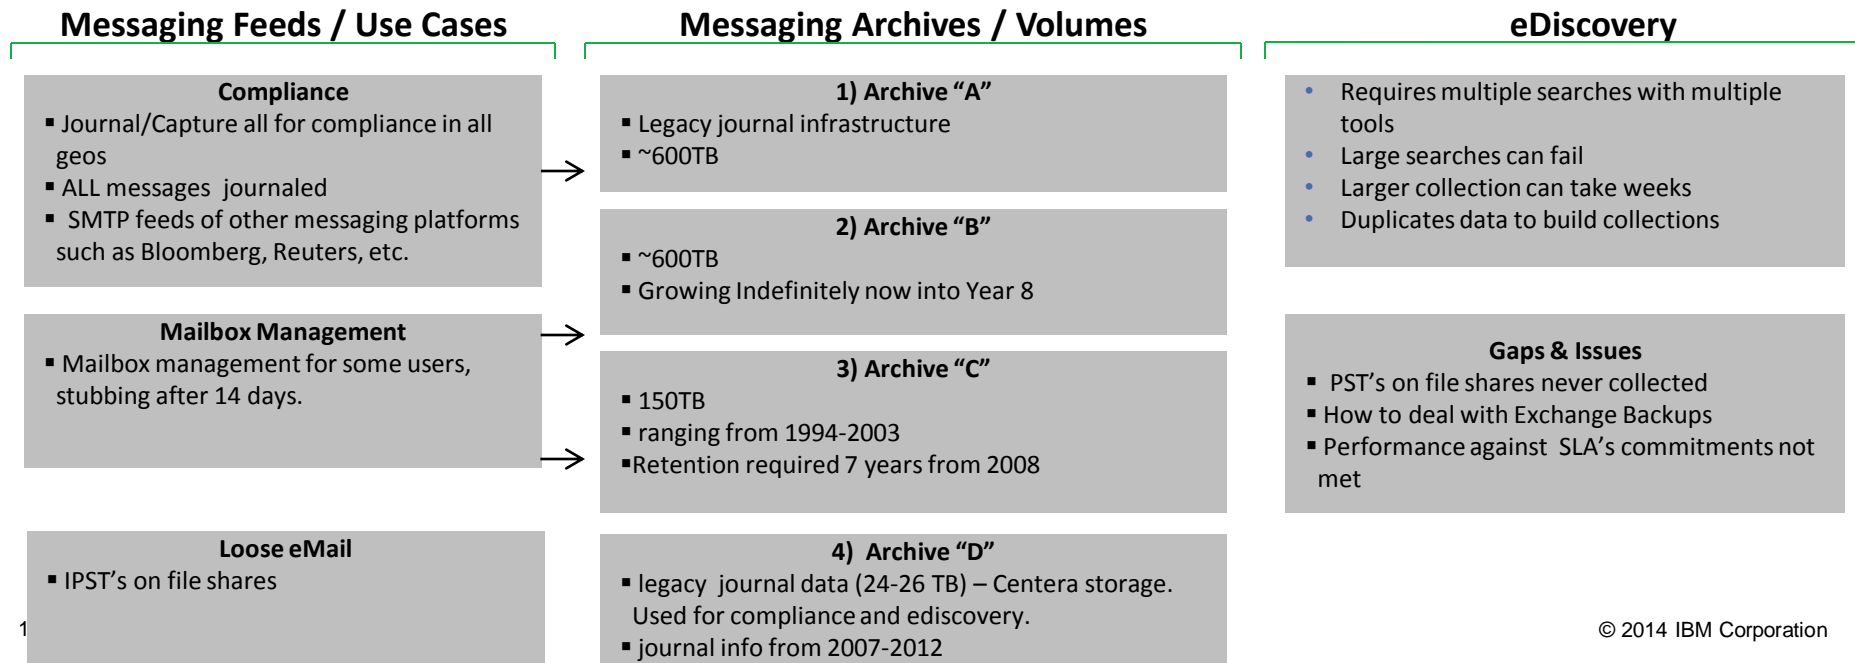 Messaging Feeds / Use Cases
Compliance
▪ Journal/Capture all for compliance in all
geos
▪ ALL messages journaled
▪ SMTP feeds of other messaging platforms
such as Bloomberg, Reuters, etc.
Mailbox Management
▪ Mailbox management for some users,
stubbing after 14 days.
Loose eMail
▪ IPST's on file shares
Messaging Archives / Volumes
1) Archive “A”
▪ Legacy journal infrastructure
▪ ~600TB
2) Archive “B”
▪ ~600TB
▪ Growing Indefinitely now into Year 8
3) Archive “C”
▪ 150TB
▪ ranging from 1994-2003
▪Retention required 7 years from 2008
4) Archive “D”
▪ legacy journal data (24-26 TB) – Centera storage.
Used for compliance and ediscovery.
▪ journal info from 2007-2012
eDiscovery
• Requires multiple searches with multiple
tools
• Large searches can fail
• Larger collection can take weeks
• Duplicates data to build collections
Gaps & Issues
▪ PST's on file shares never collected
▪ How to deal with Exchange Backups
▪ Performance against SLA's commitments not
met
1
© 2014 IBM Corporation